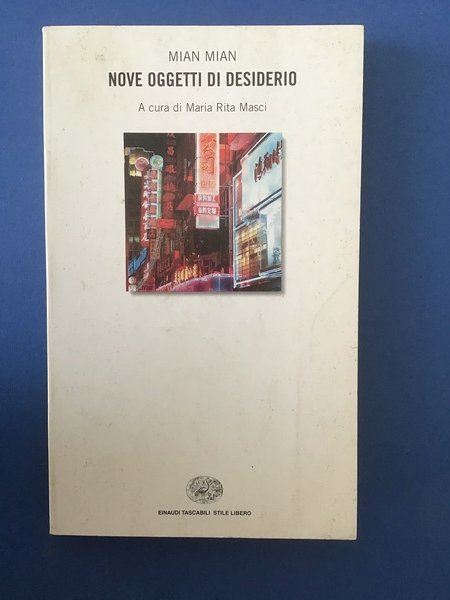 MIAN MIAN
NOVE OGGETTI DI DESIDERIO
A cura di Maria Rita Masci
EINAUDI TASCABILI STILE LIBERO